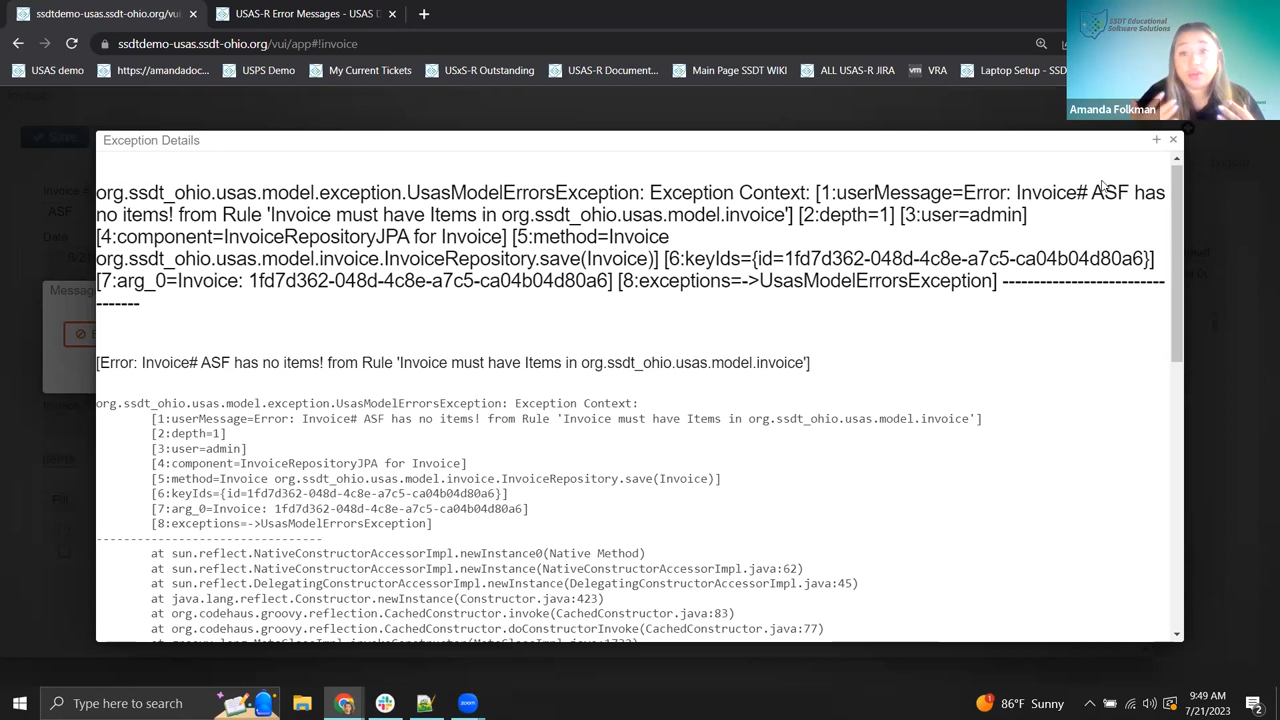 ssdtdemo-usas.ssdt-ohio.org/vui
USAS-R Error Messages - USAS D
ssdtdemo-usas.ssdt-ohio.org/vui/app#!invoice
USAS demo
https://amandadoc...
USPS Demo
My Current Tickets
USxS-R Outstanding
USAS-R Document...
Main Page SSDT WIKI
ALL USAS-R JIRA
VRA
Laptop Setup - SSD
SSDT Educational
Software Solutions
Amanda Folkman
Save
Exception Details
Invoice #
ASF
Date
Message
Items
Fill
org.ssdt_ohio.usas.model.exception.UsasModelErrorsException: Exception Context: [1:userMessage=Error: Invoice# ASF has
no items! from Rule 'Invoice must have Items in org.ssdt_ohio.usas.model.invoice'] [2:depth=1] [3:user=admin]
[4:component=InvoiceRepositoryJPA for Invoice] [5:method=Invoice
org.ssdt_ohio.usas.model.invoice.InvoiceRepository.save(Invoice)] [6:keyIds={id=1fd7d362-048d-4c8e-a7c5-ca04b04d80a6}]
[7:arg_0=Invoice: 1fd7d362-048d-4c8e-a7c5-ca04b04d80a6] [8:exceptions=->UsasModelErrorsException] --------------------------
-------
[Error: Invoice# ASF has no items! from Rule 'Invoice must have Items in org.ssdt_ohio.usas.model.invoice']
org.ssdt_ohio.usas.model.exception.UsasModelErrorsException: Exception Context:
[1:userMessage=Error: Invoice# ASF has no items! from Rule 'Invoice must have Items in org.ssdt_ohio.usas.model.invoice']
[2:depth=1]
[3:user=admin]
[4:component=InvoiceRepositoryJPA for Invoice]
[5:method=Invoice org.ssdt_ohio.usas.model.invoice.InvoiceRepository.save(Invoice)]
[6:keyIds={id=1fd7d362-048d-4c8e-a7c5-ca04b04d80a6}]
[7:arg_0=Invoice: 1fd7d362-048d-4c8e-a7c5-ca04b04d80a6]
[8:exceptions=->UsasModelErrorsException]
---------------------------------
at sun.reflect.NativeConstructorAccessorImpl.newInstance0(Native Method)
at sun.reflect.NativeConstructorAccessorImpl.newInstance(NativeConstructorAccessorImpl.java:62)
at sun.reflect.DelegatingConstructorAccessorImpl.newInstance(DelegatingConstructorAccessorImpl.java:45)
at java.lang.reflect.Constructor.newInstance(Constructor.java:423)
at org.codehaus.groovy.reflection.CachedConstructor.invoke(CachedConstructor.java:83)
at org.codehaus.groovy.reflection.CachedConstructor.doConstructorInvoke(CachedConstructor.java:77)
Type here to search
86°F Sunny
9:49 AM
7/21/2023